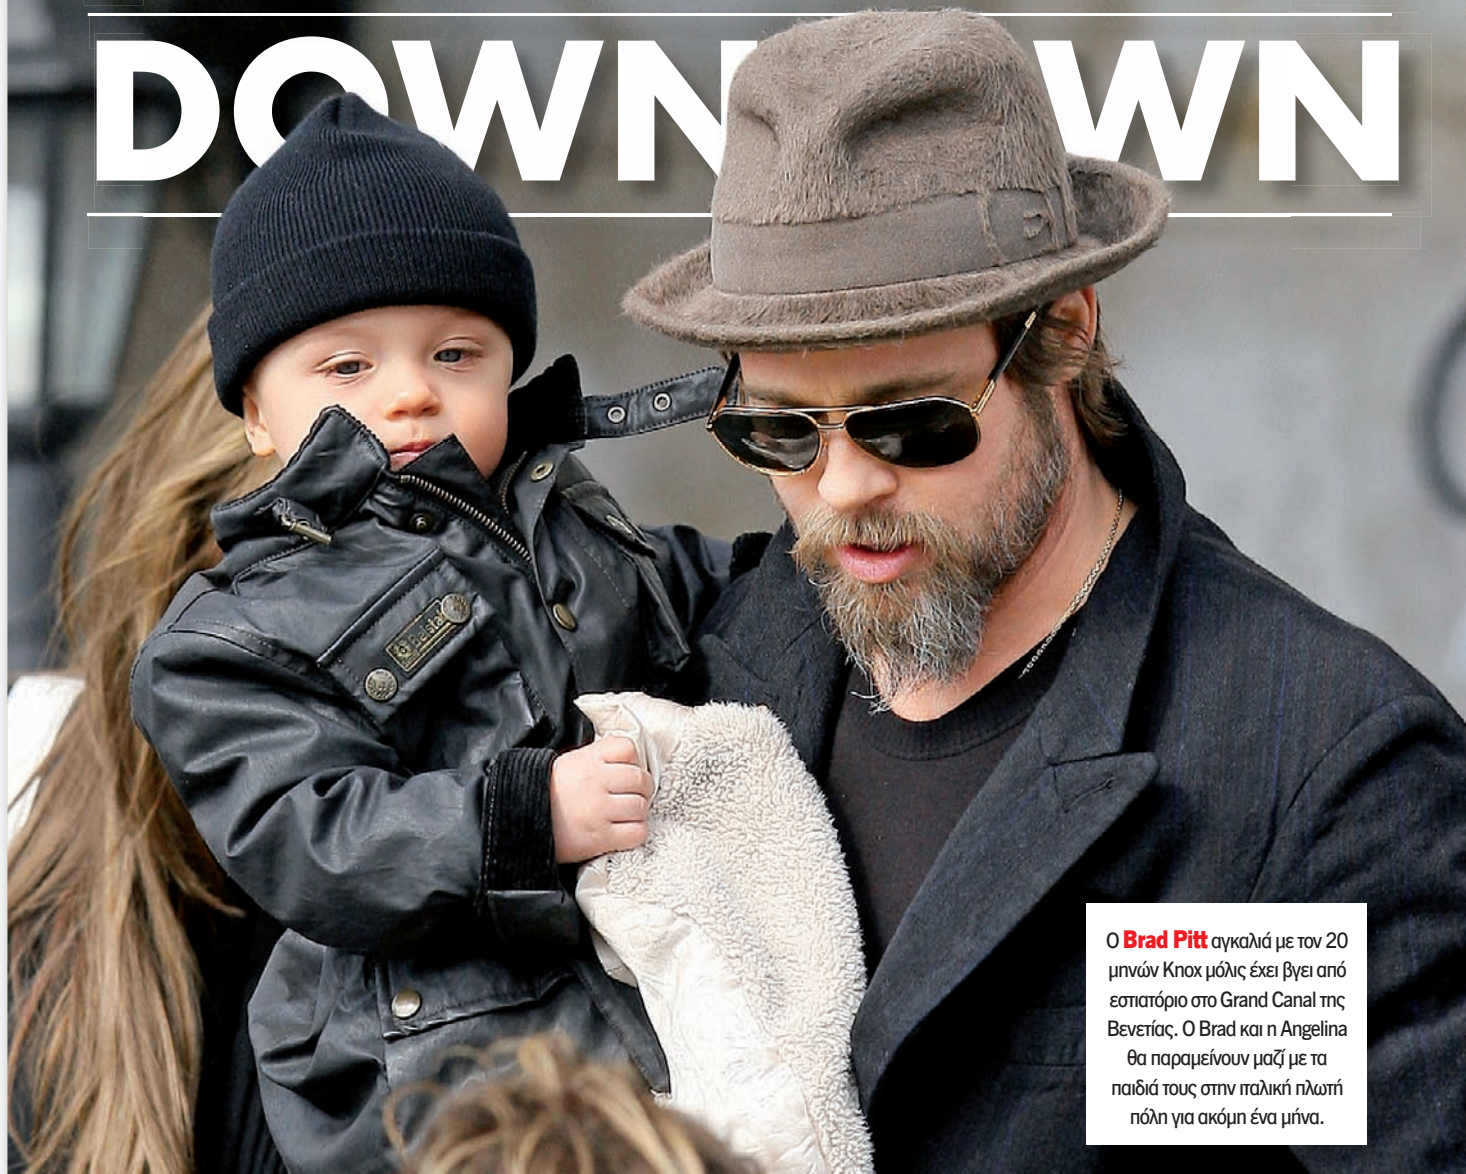 DOWN WN
Belsta
Ο Brad Pitt αγκαλιά με τον 20
μηνών Knox μόλις έχει βγει από
εστιατόριο στο Grand Canal της
Βενετίας. Ο Brad και η Angelina
θα παραμείνουν μαζί με τα
παιδιά τους στην ιταλική πλωτή
πόλη για ακόμη ένα μήνα.